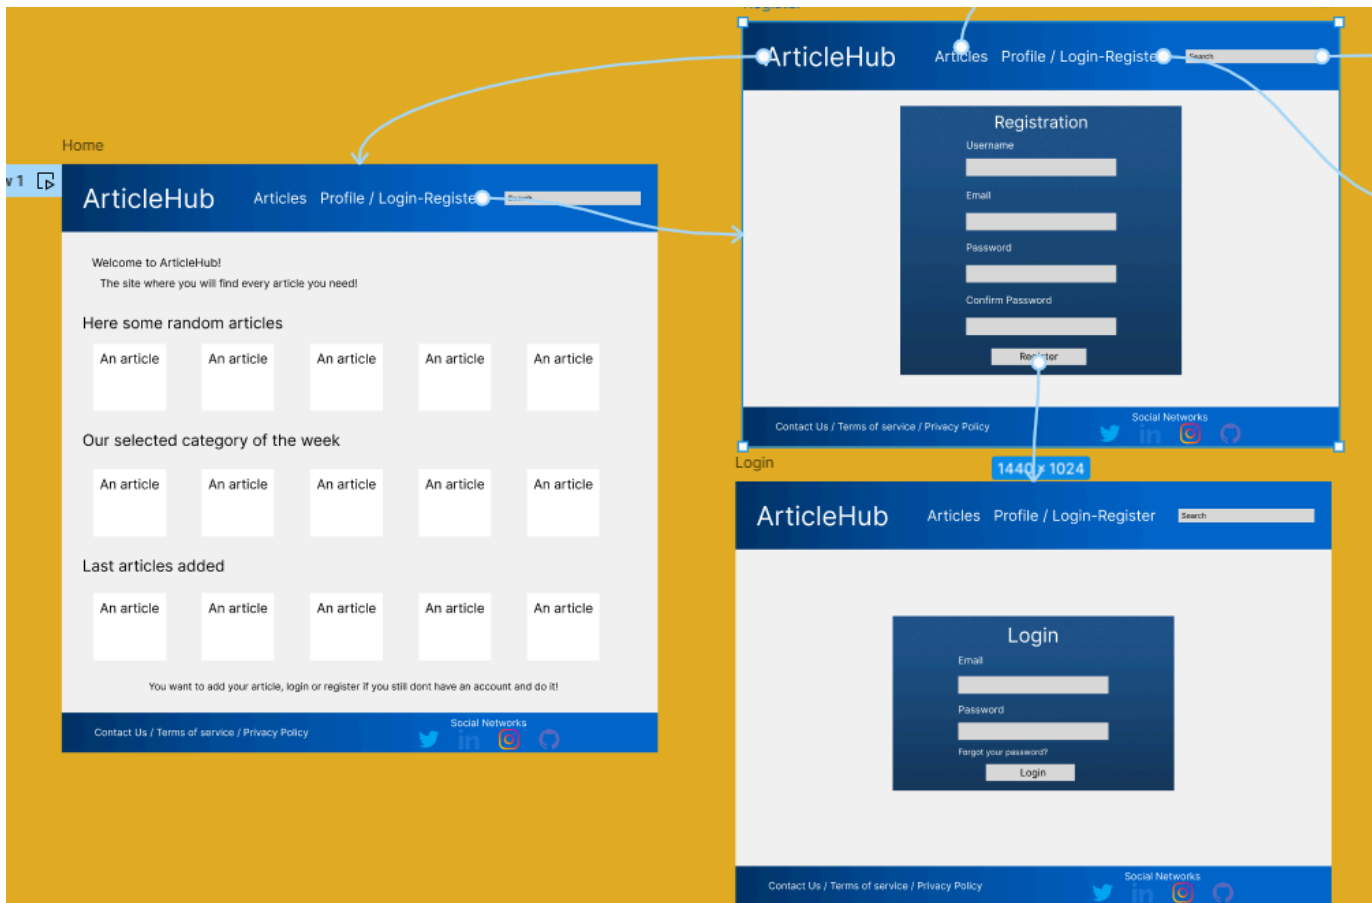 Register
ArticleHub
Articles
Profile / Login-Registe
Search
Registration
Username
Email
Password
Confirm Password
Register
Contact Us / Terms of service / Privacy Policy
Social Networks
1440 × 1024
Home
1
ArticleHub
Articles
Profile / Login-Registe
Search
Welcome to ArticleHub!
The site where you will find every article you need!
Here some random articles
An article
An article
An article
An article
An article
Our selected category of the week
An article
An article
An article
An article
An article
Last articles added
An article
An article
An article
An article
An article
You want to add your article, login or register if you still dont have an account and do it!
Contact Us / Terms of service / Privacy Policy
Social Networks
Login
ArticleHub
Articles
Profile / Login-Register
Search
Login
Email
Password
Forgot your password?
Login
Contact Us / Terms of service / Privacy Policy
Social Networks